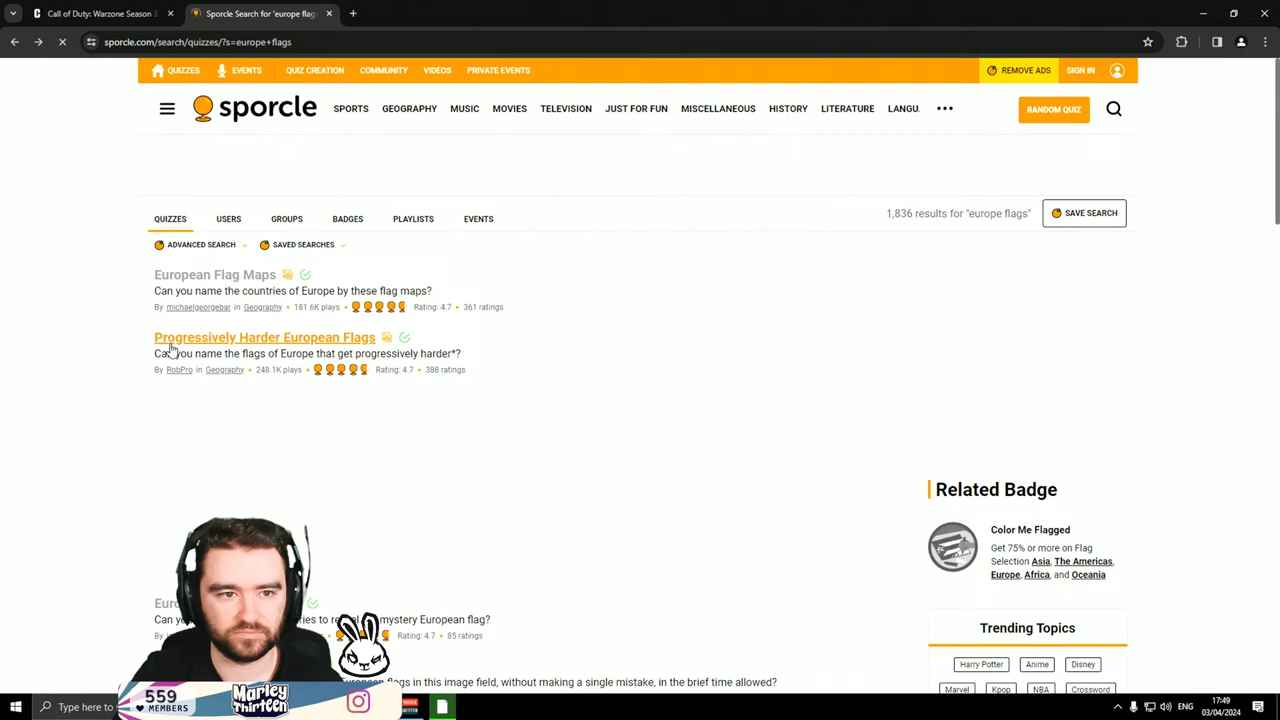 Call of Duty: Warzone Season 3
Sporcle Search for 'europe flag
sporcle.com/search/quizzes/?s=europe+flags
QUIZZES
EVENTS
QUIZ CREATION
COMMUNITY
VIDEOS
PRIVATE EVENTS
REMOVE ADS
SIGN IN
sporcle
SPORTS
GEOGRAPHY
MUSIC
MOVIES
TELEVISION
JUST FOR FUN
MISCELLANEOUS
HISTORY
LITERATURE
LANGU.
RANDOM QUIZ
QUIZZES
USERS
GROUPS
BADGES
PLAYLISTS
EVENTS
1,836 results for "europe flags"
SAVE SEARCH
ADVANCED SEARCH
SAVED SEARCHES
European Flag Maps
Can you name the countries of Europe by these flag maps?
By michaelgeorgebar in Geography • 181.6K plays • Rating: 4.7 • 361 ratings
Progressively Harder European Flags
Can you name the flags of Europe that get progressively harder*?
By RobPro in Geography • 248.1K plays • Rating: 4.7 • 388 ratings
Related Badge
Color Me Flagged
Get 75% or more on Flag
Selection Asia, The Americas,
Europe, Africa, and Oceania
mystery European flag?
Rating: 4.7 • 85 ratings
Trending Topics
Harry Potter
Anime
Disney
flags in this image field, without making a single mistake, in the brief time allowed?
Marvel
Kpop
NBA
Crossword
559
MEMBERS
Marley
Thirteen
Type here to
ENG
17:49
03/04/2024